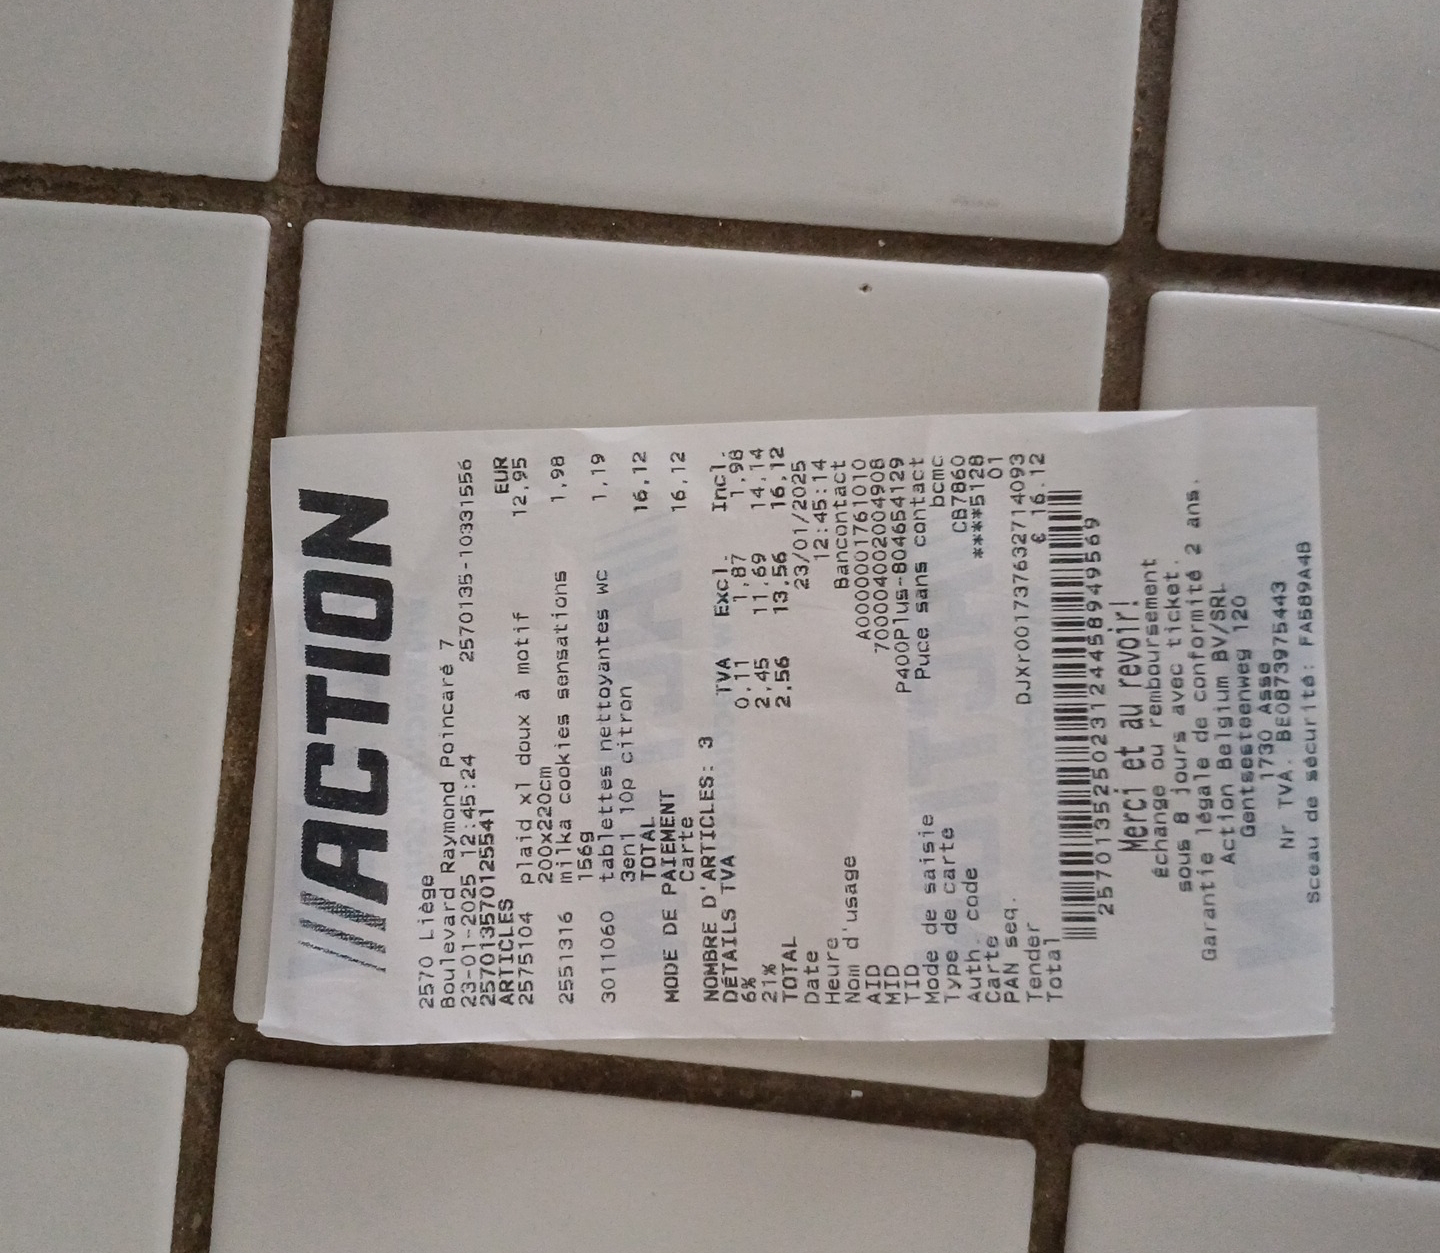 ///ACTION
2570 Liège
Boulevard Raymond Poincaré 7
23-01-2025 12:45:24 2570135-10331556
2570135702125541
ARTICLES EUR
2575104 plaid xl doux à motif 12,95
200x220cm
2551316 milka cookies sensations 1,98
156g
3011060 tablettes nettoyantes wc 1,19
3en1 10p citron
TOTAL 16,12
MODE DE PAIEMENT
Carte 16,12
NOMBRE D'ARTICLES: 3
DÉTAILS TVA TVA Excl. Incl.
6% 0,11 1,87 1,98
21% 2,45 11,69 14,14
TOTAL 2,56 13,56 16,12
Date 23/01/2025
Heure 12:45:14
Nom d'usage Bancontact
AID A0000001761010
MID 7000040002004908
TID P400Plus-804654129
Mode de saisie Puce sans contact
Type de carte bcmc
Auth. code CB7860
Carte ****5128
PAN seq. 01
Tender DJXr001737632714093
Total € 16.12
2570135250231244589495​69
Merci et au revoir!
échange ou remboursement
sous 8 jours avec ticket.
Garantie légale de conformité 2 ans.
Action Belgium BV/SRL
Gentsesteenweg 120
1730 Asse
Nr TVA. BE0873975443
Sceau de sécurité: FA589A4B